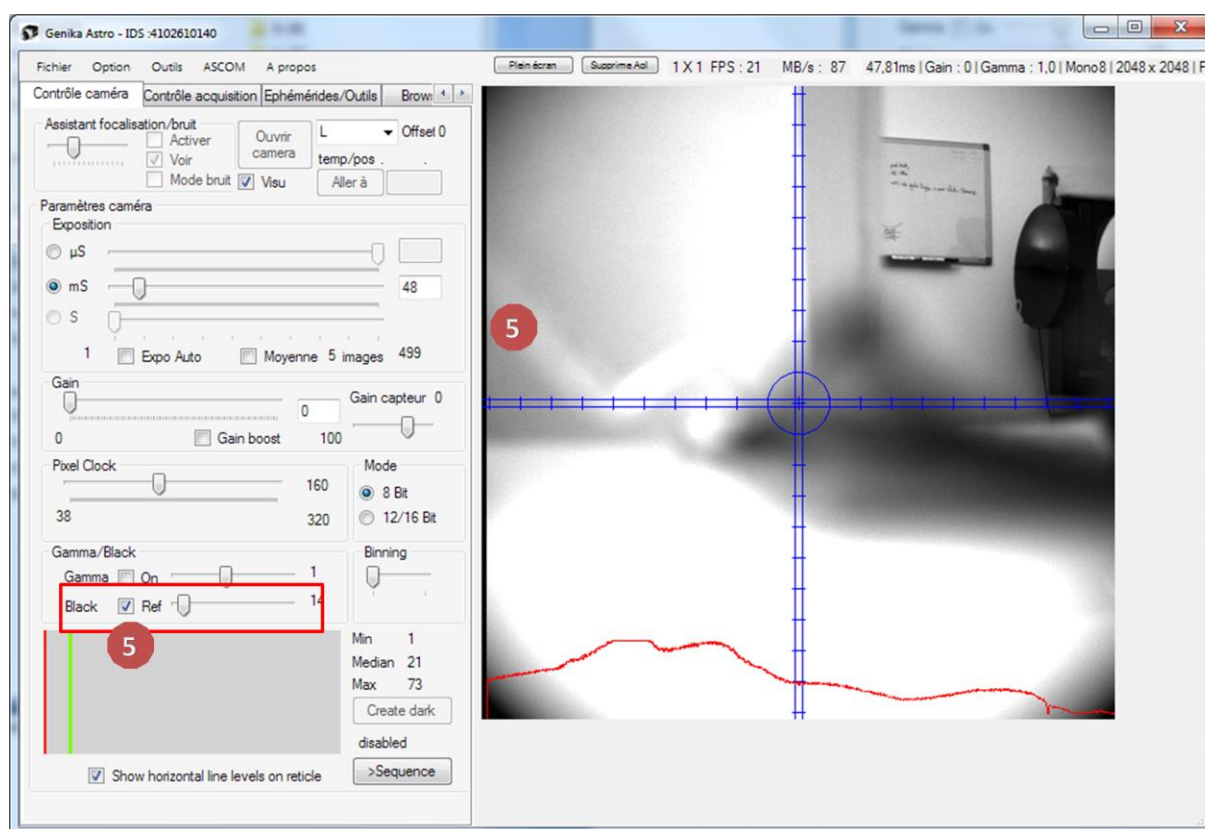 Genika Astro - IDS :4102610140
Fichier Option Outils ASCOM A propos
Plein écran Supprime AoI 1 X 1 FPS : 21 MB/s : 87 47,81ms | Gain : 0 | Gamma : 1,0 | Mono8 | 2048 x 2048 | F
Contrôle caméra Contrôle acquisition Ephémérides/Outils Brow
Assistant focalisation/bruit
Activer
Voir
Mode bruit
Ouvrir
camera
Visu
L Offset 0
temp/pos . .
Aller à
Paramètres caméra
Exposition
µS
mS 48
S
1 Expo Auto Moyenne 5 images 499
5
Gain
0
Gain capteur 0
0 Gain boost 100
Pixel Clock
160
38 320
Mode
8 Bit
12/16 Bit
Gamma/Black
Gamma On 1
Black Ref 14
Binning
5
Min 1
Median 21
Max 73
Create dark
disabled
>Sequence
Show horizontal line levels on reticle